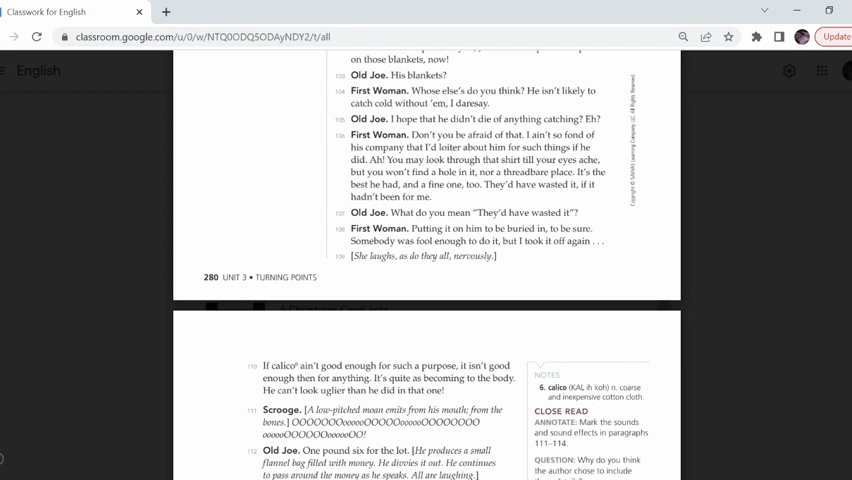 Classwork for English
classroom.google.com/u/0/w/NTQ0ODQ5ODAyNDY2/t/all
Update
English
on those blankets, now!
103 Old Joe. His blankets?
104 First Woman. Whose else's do you think? He isn't likely to
catch cold without 'em, I daresay.
105 Old Joe. I hope that he didn't die of anything catching? Eh?
106 First Woman. Don't you be afraid of that. I ain't so fond of
his company that I'd loiter about him for such things if he
did. Ah! You may look through that shirt till your eyes ache,
but you won't find a hole in it, nor a threadbare place. It's the
best he had, and a fine one, too. They'd have wasted it, if it
hadn't been for me.
107 Old Joe. What do you mean "They'd have wasted it"?
108 First Woman. Putting it on him to be buried in, to be sure.
Somebody was fool enough to do it, but I took it off again . . .
109 [She laughs, as do they all, nervously.]
Copyright © SAVVAS Learning Company LLC. All Rights Reserved.
280 UNIT 3 • TURNING POINTS
110 If calico⁶ ain't good enough for such a purpose, it isn't good
enough then for anything. It's quite as becoming to the body.
He can't look uglier than he did in that one!
111 Scrooge. [A low-pitched moan emits from his mouth; from the
bones.] OOOOOOOoooooOOOOOoooooOOOOOOOO
oooooOOOOOOoooooOO!
112 Old Joe. One pound six for the lot. [He produces a small
flannel bag filled with money. He divvies it out. He continues
to pass around the money as he speaks. All are laughing.]
NOTES
6. calico (KAL ih koh) n. coarse
and inexpensive cotton cloth.
CLOSE READ
ANNOTATE: Mark the sounds
and sound effects in paragraphs
111–114.
QUESTION: Why do you think
the author chose to include